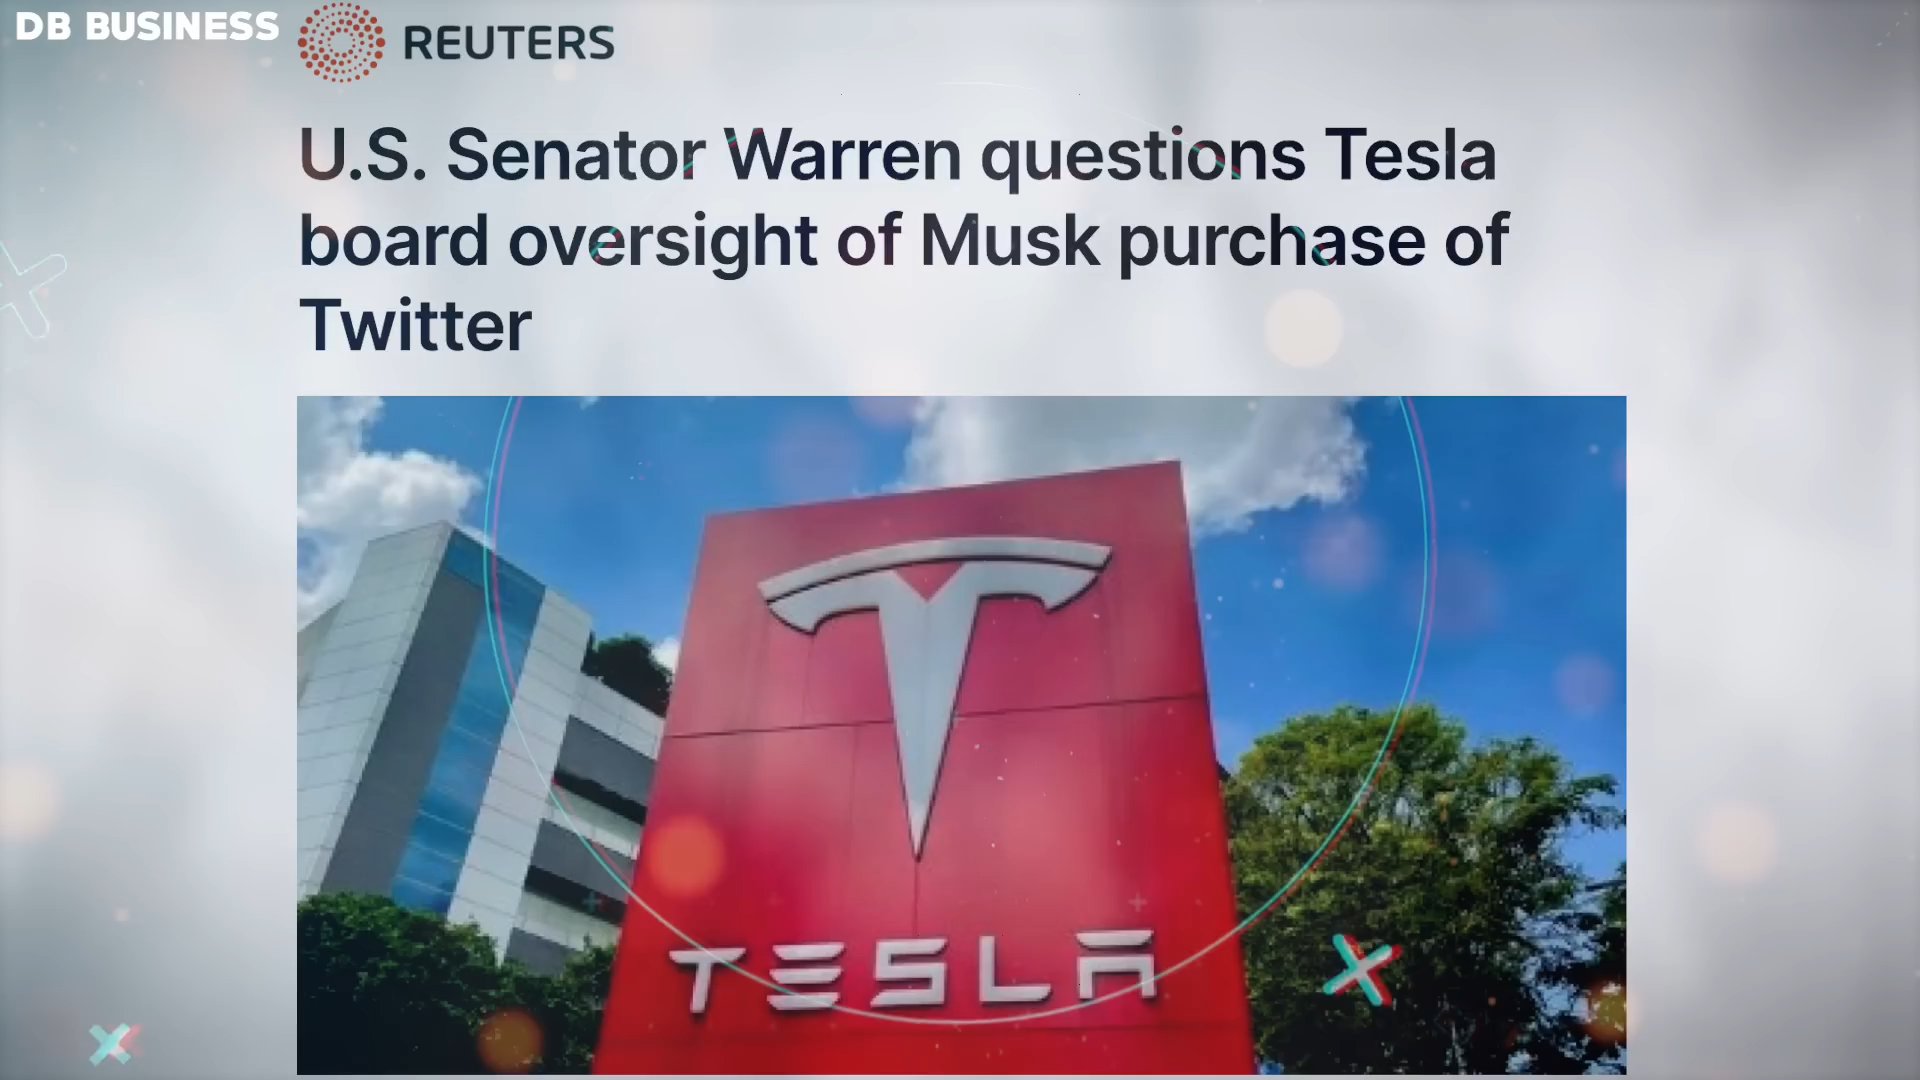 DB BUSINESS
REUTERS
U.S. Senator Warren questions Tesla
board oversight of Musk purchase of
Twitter
TESLA